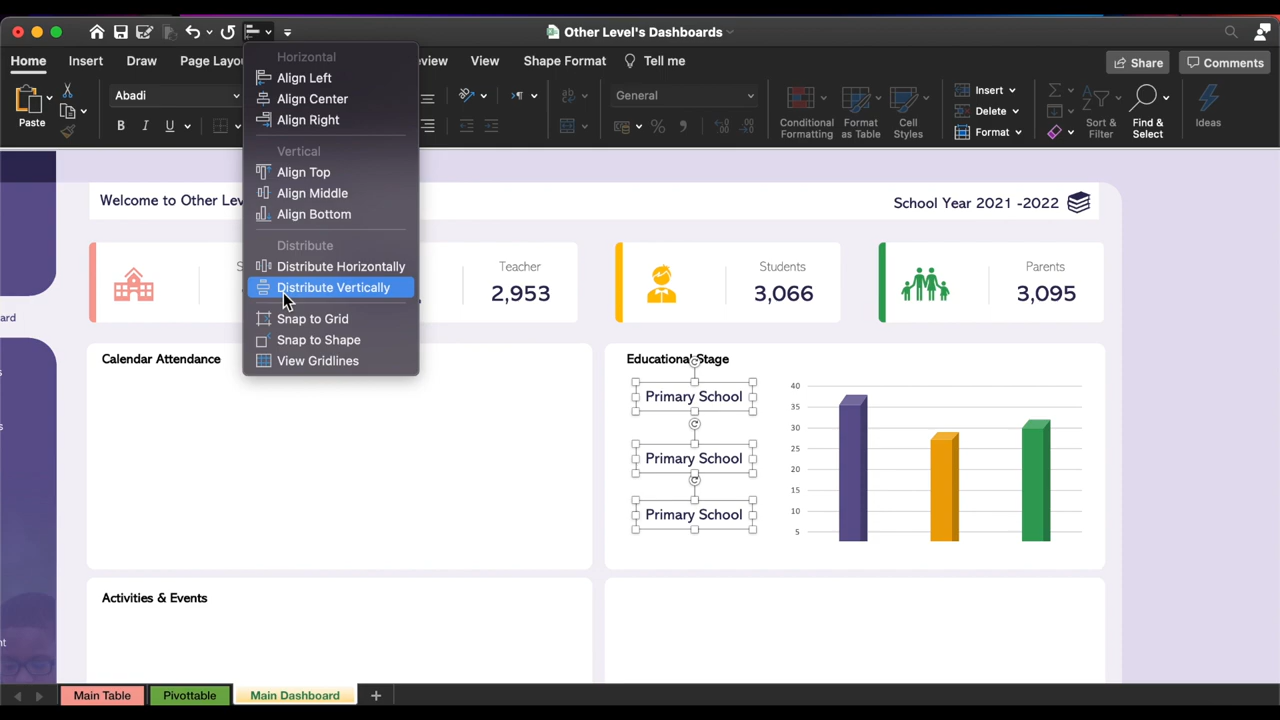 Other Level's Dashboards
Home Insert Draw Page Layou view View Shape Format Tell me Share Comments
Paste Abadi B I U General Conditional Formatting Format as Table Cell Styles Insert Delete Format Sort & Filter Find & Select Ideas
Horizontal
Align Left
Align Center
Align Right
Vertical
Align Top
Align Middle
Align Bottom
Distribute
Distribute Horizontally
Distribute Vertically
Snap to Grid
Snap to Shape
View Gridlines
Welcome to Other Lev
School Year 2021 -2022
S
Teacher
2,953
Students
3,066
Parents
3,095
ard
Calendar Attendance
Educational Stage
Primary School
Primary School
Primary School
40
35
30
25
20
15
10
5
Activities & Events
nt
Main Table Pivottable Main Dashboard